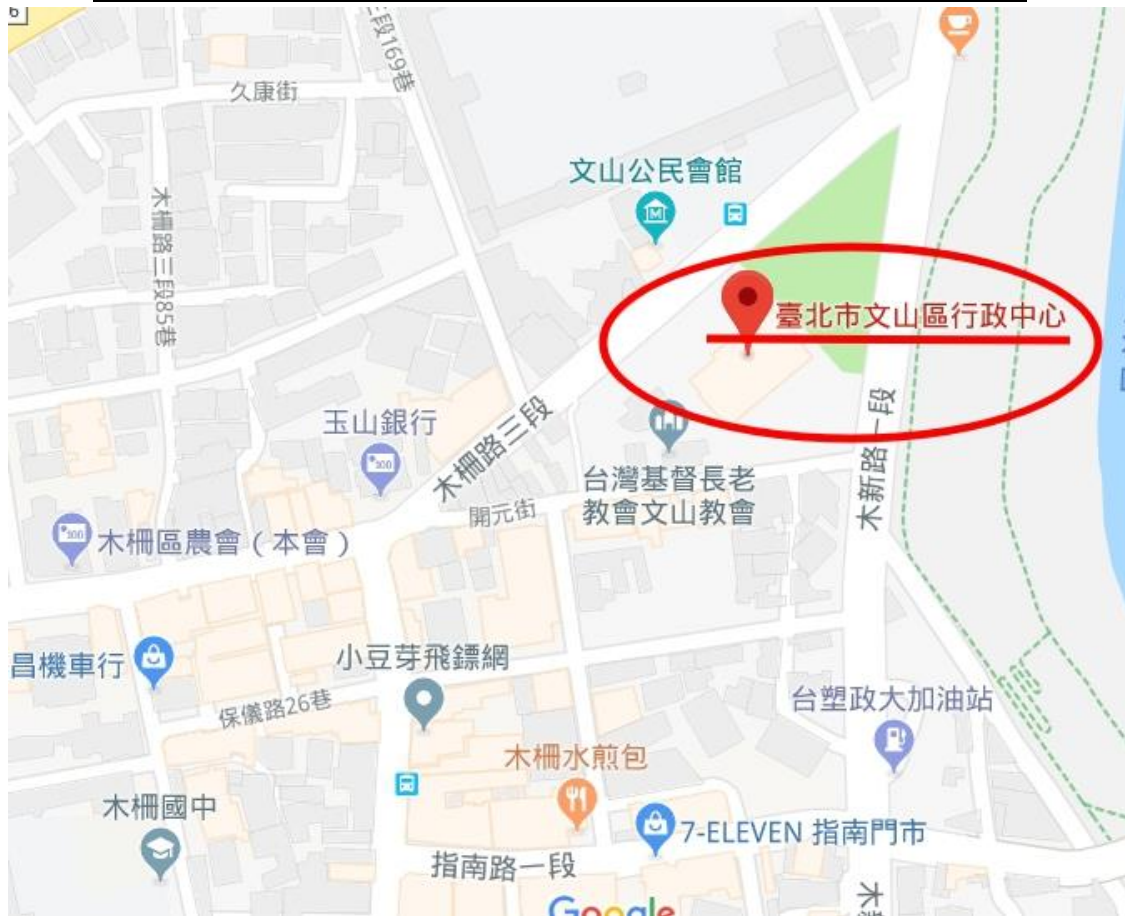 6
三段169巷
久康街
文山公民會館
木柵路三段85巷
臺北市文山區行政中心
玉山銀行
木柵路三段
木新路一段
台灣基督長老
教會文山教會
開元街
木柵區農會（本會）
昌機車行
小豆芽飛鏢網
保儀路26巷
台塑政大加油站
木柵水煎包
木柵國中
7-ELEVEN 指南門市
指南路一段
木
Google